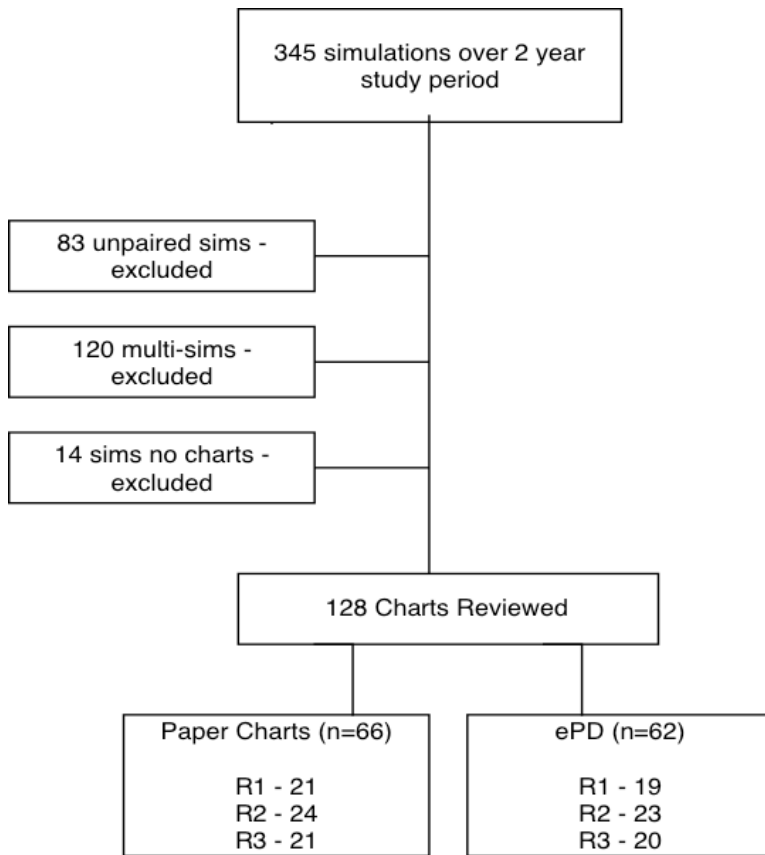 345 simulations over 2 year
study period
83 unpaired sims -
excluded
120 multi-sims -
excluded
14 sims no charts -
excluded
128 Charts Reviewed
Paper Charts (n=66)
R1 - 21
R2 - 24
R3 - 21
ePD (n=62)
R1 - 19
R2 - 23
R3 - 20